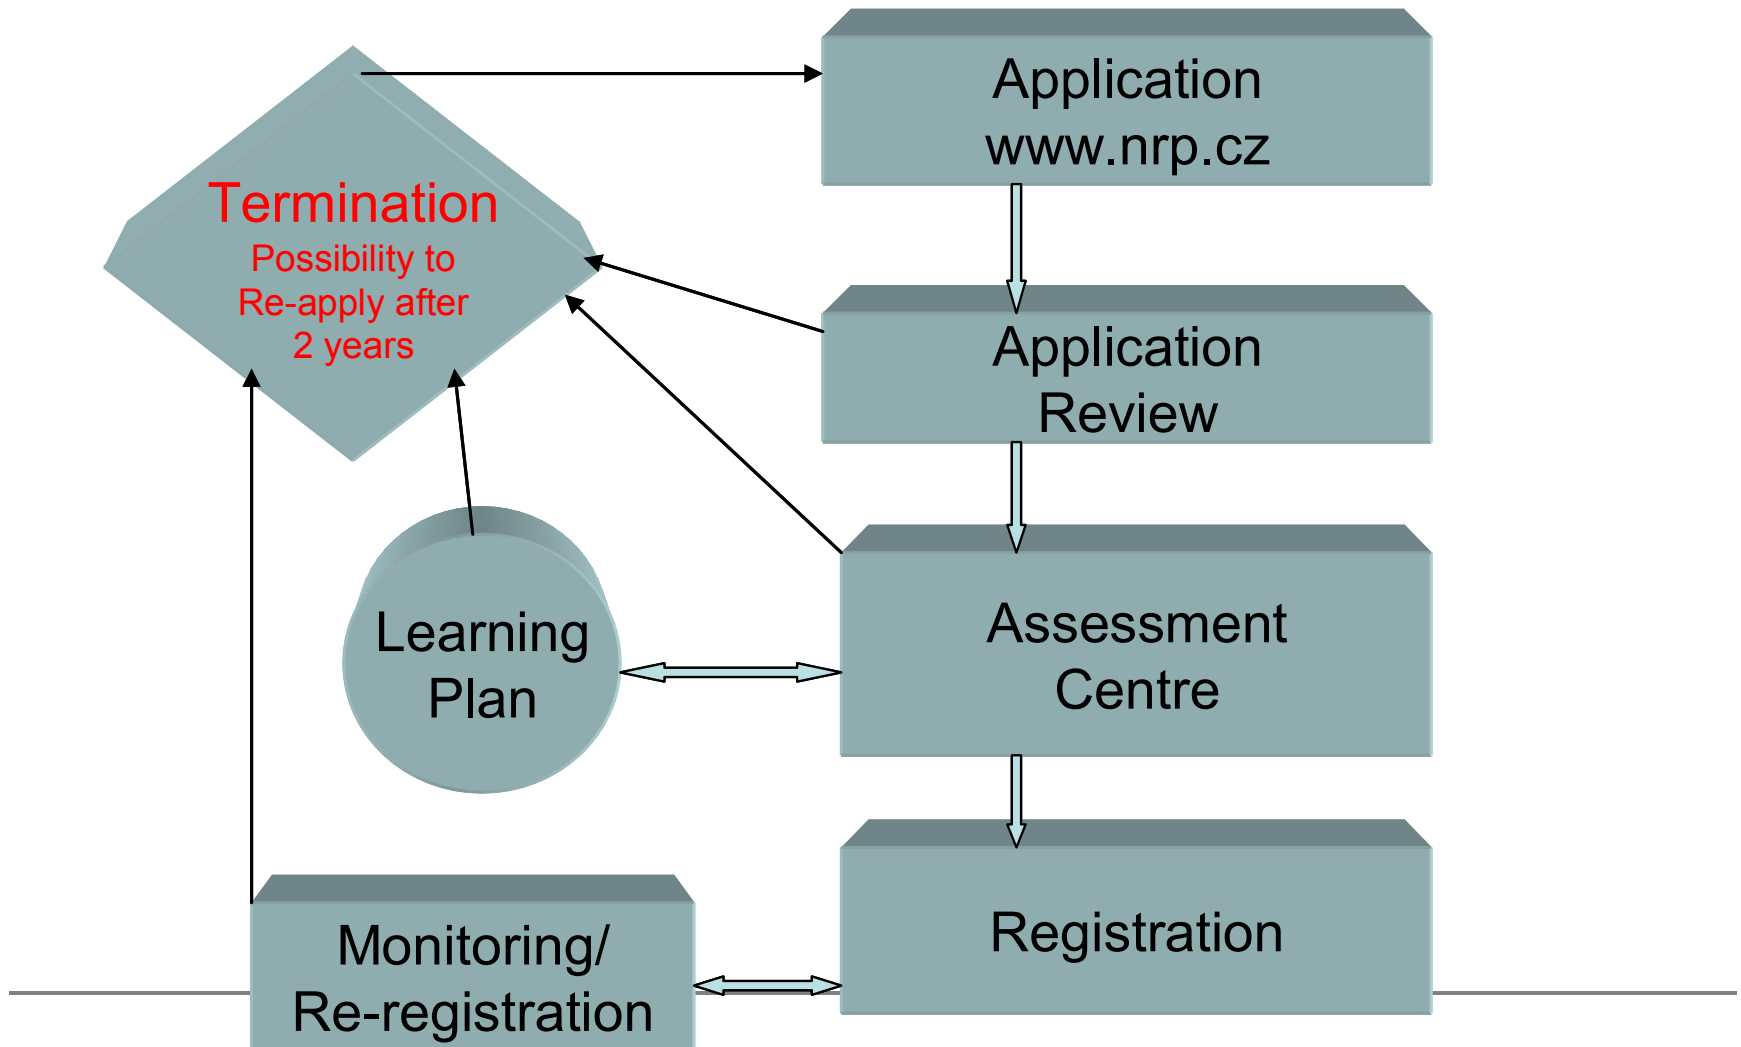 Application
www.nrp.cz
Termination
Possibility to
Re-apply after
2 years
Application
Review
Learning
Plan
Assessment
Centre
Monitoring/
Re-registration
Registration